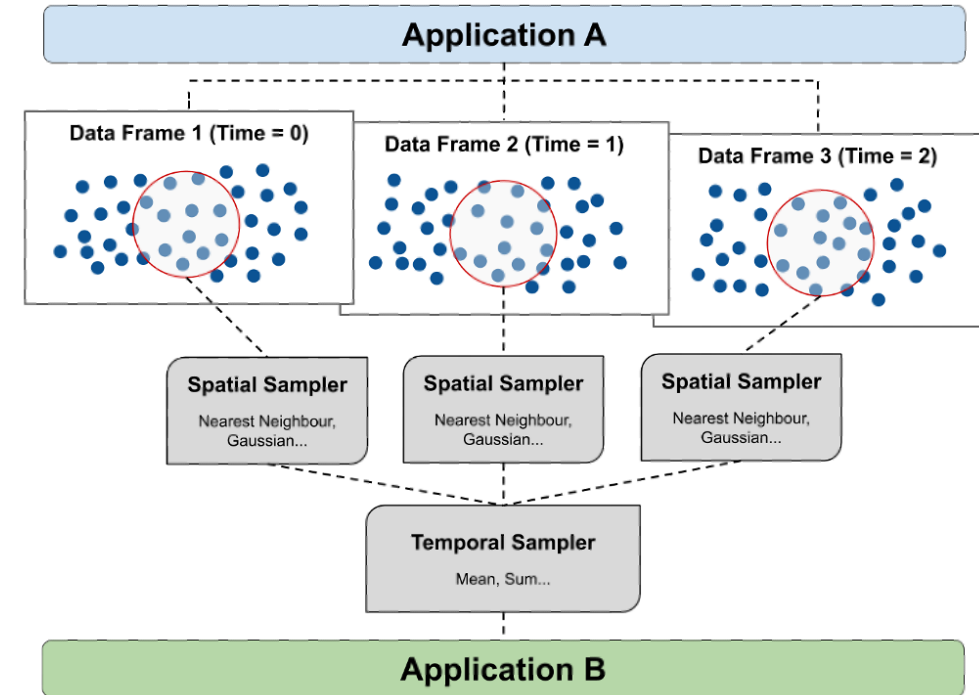 Application A
Data Frame 1 (Time = 0)
Data Frame 2 (Time = 1)
Data Frame 3 (Time = 2)
Spatial Sampler
Nearest Neighbour,
Gaussian...
Spatial Sampler
Nearest Neighbour,
Gaussian...
Spatial Sampler
Nearest Neighbour,
Gaussian...
Temporal Sampler
Mean, Sum...
Application B